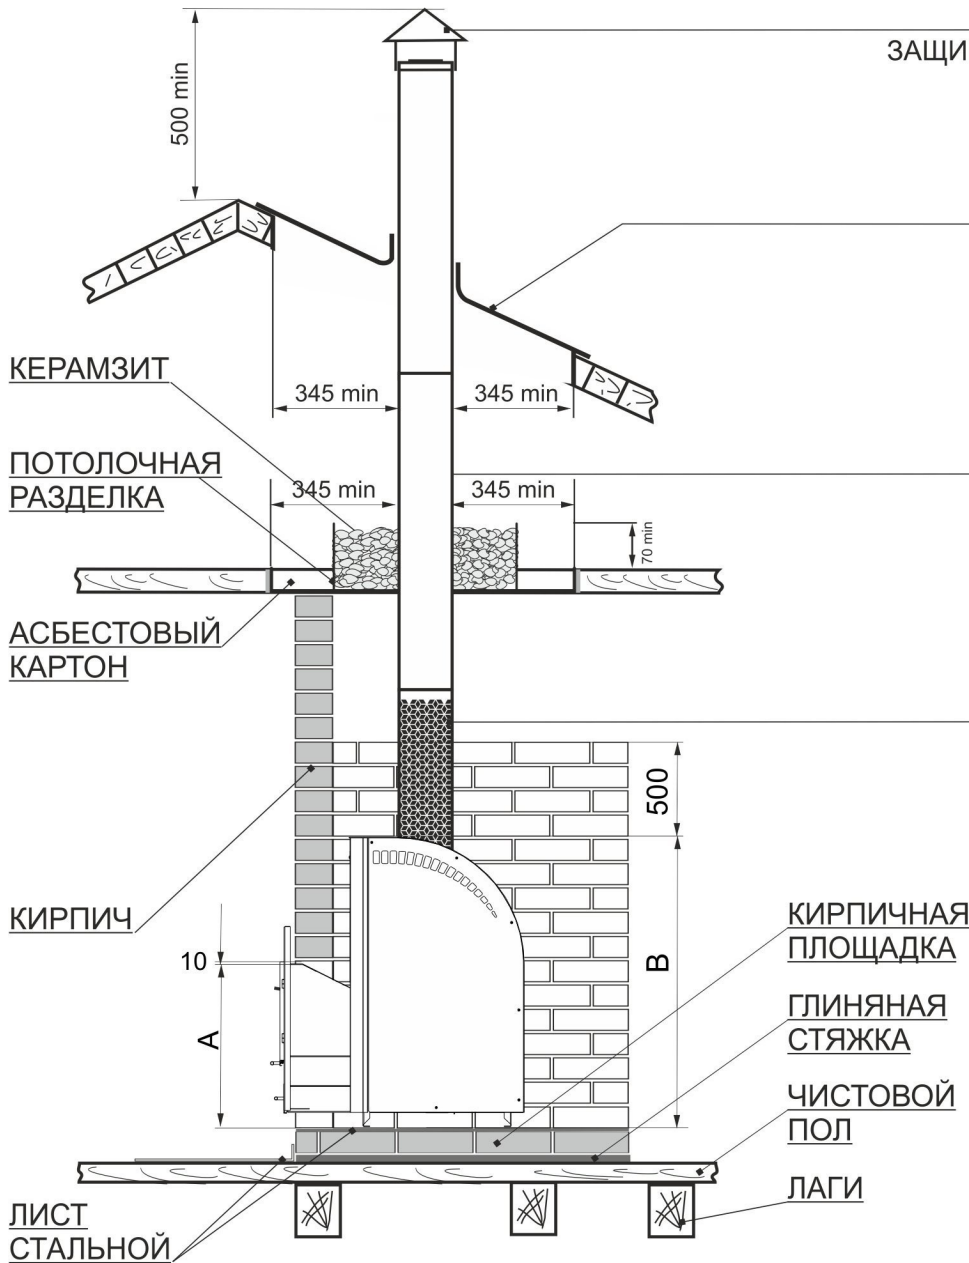 ЗАЩИ
500 min
КЕРАМЗИТ
345 min
345 min
ПОТОЛОЧНАЯ
РАЗДЕЛКА
345 min
345 min
70 min
АСБЕСТОВЫЙ
КАРТОН
500
КИРПИЧ
КИРПИЧНАЯ
ПЛОЩАДКА
10
A
B
ГЛИНЯНАЯ
СТЯЖКА
ЧИСТОВОЙ
ПОЛ
ЛАГИ
ЛИСТ
СТАЛЬНОЙ